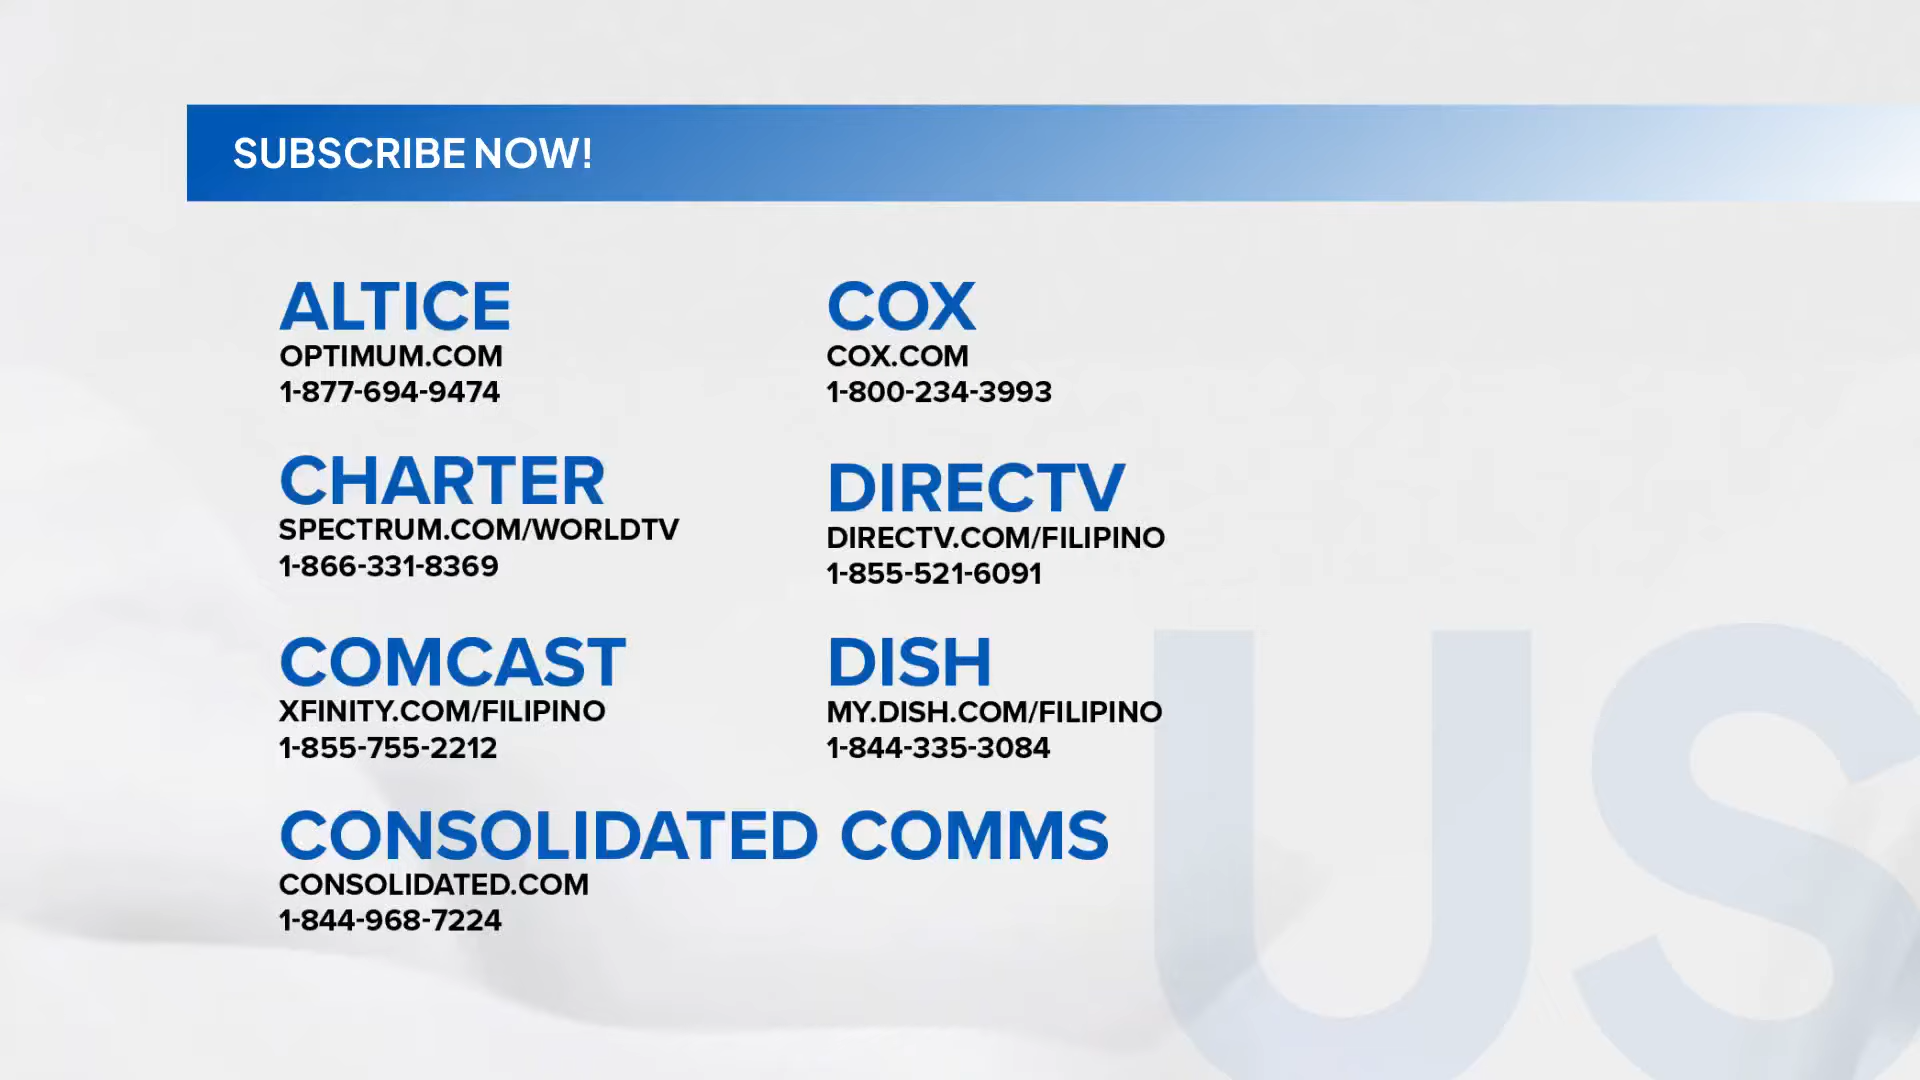 SUBSCRIBE NOW!
ALTICE
OPTIMUM.COM
1-877-694-9474
CHARTER
SPECTRUM.COM/WORLDTV
1-866-331-8369
COMCAST
XFINITY.COM/FILIPINO
1-855-755-2212
CONSOLIDATED COMMS
CONSOLIDATED.COM
1-844-968-7224
COX
COX.COM
1-800-234-3993
DIRECTV
DIRECTV.COM/FILIPINO
1-855-521-6091
DISH
MY.DISH.COM/FILIPINO
1-844-335-3084
US